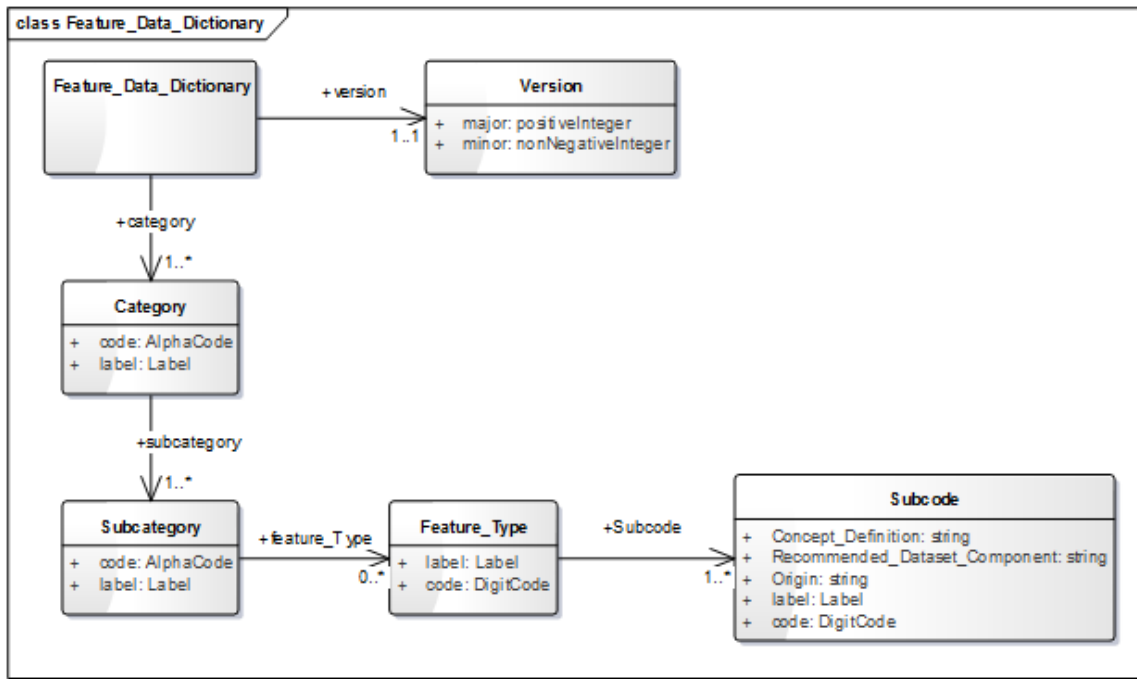 class Feature_Data_Dictionary
Feature_Data_Dictionary
+version
1..1
Version
+ major: positiveInteger
+ minor: nonNegativeInteger
+category
1..*
Category
+ code: AlphaCode
+ label: Label
+subcategory
1..*
Subcategory
+ code: AlphaCode
+ label: Label
+feature_Type
0..*
Feature_Type
+ label: Label
+ code: DigitCode
+Subcode
1..*
Subcode
+ Concept_Definition: string
+ Recommended_Dataset_Component: string
+ Origin: string
+ label: Label
+ code: DigitCode